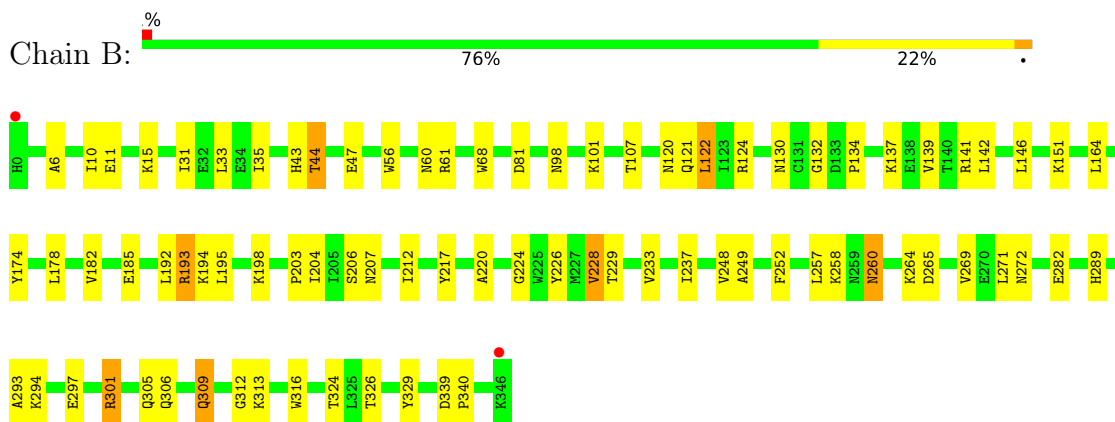 %
Chain B:
76% 22% •
H0 A6 I10 E11 K15 I31 E32 L33 E34 I35 H43 T44 E47 W56 N60 R61 W68 D81 N98 K101 T107 N120 Q121 L122 I123 R124 N130 C131 G132 D133 P134 K137 E138 V139 T140 R141 L142 L146 K151 L164
Y174 L178 V182 E185 L192 R193 K194 L195 K198 P203 I204 I205 S206 N207 I212 Y217 A220 G224 W225 Y226 M227 V228 T229 V233 I237 V248 A249 F252 L257 K258 N259 N260 K264 D265 V269 E270 L271 N272 E282 H289
A293 K294 E297 R301 Q305 Q306 Q309 G312 K313 W316 T324 L325 T326 Y329 D339 P340 K346